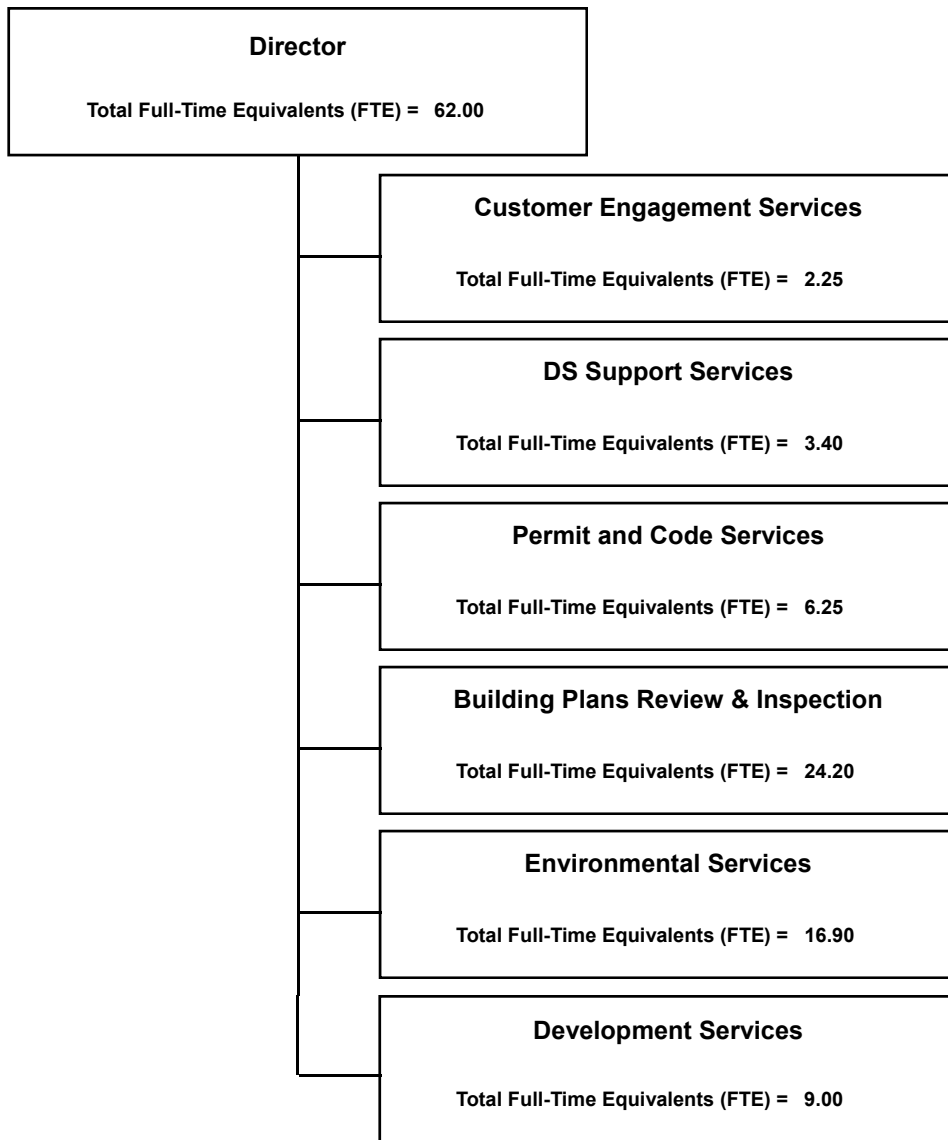 Director
Total Full-Time Equivalents (FTE) = 62.00
Customer Engagement Services
Total Full-Time Equivalents (FTE) = 2.25
DS Support Services
Total Full-Time Equivalents (FTE) = 3.40
Permit and Code Services
Total Full-Time Equivalents (FTE) = 6.25
Building Plans Review & Inspection
Total Full-Time Equivalents (FTE) = 24.20
Environmental Services
Total Full-Time Equivalents (FTE) = 16.90
Development Services
Total Full-Time Equivalents (FTE) = 9.00